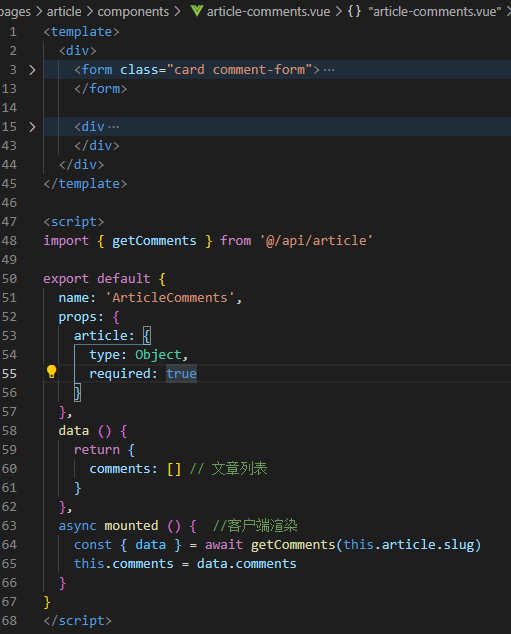 pages > article > components > article-comments.vue > {} "article-comments.vue" >
1 <template>
2 <div>
3 > <form class="card comment-form">…
13 </form>
14
15 > <div…
43 </div>
44 </div>
45 </template>
46
47 <script>
48 import { getComments } from '@/api/article'
49
50 export default {
51 name: 'ArticleComments',
52 props: {
53 article: {
54 type: Object,
55 required: true
56 }
57 },
58 data () {
59 return {
60 comments: [] // 文章列表
61 }
62 },
63 async mounted () { //客户端渲染
64 const { data } = await getComments(this.article.slug)
65 this.comments = data.comments
66 }
67 }
68 </script>